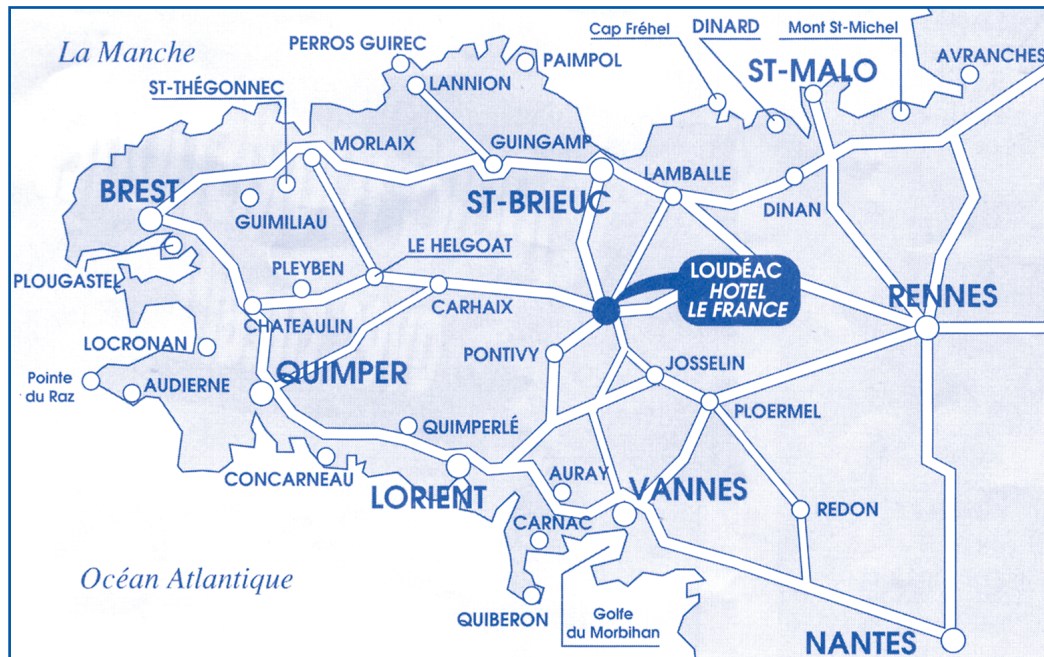 La Manche
PERROS GUIREC
Cap Fréhel
DINARD
Mont St-Michel
AVRANCHES
PAIMPOL
ST-MALO
ST-THÉGONNEC
LANNION
MORLAIX
GUINGAMP
LAMBALLE
BREST
ST-BRIEUC
DINAN
GUIMILIAU
LE HELGOAT
PLOUGASTEL
PLEYBEN
LOUDÉAC
HOTEL
LE FRANCE
RENNES
CARHAIX
CHATEAULIN
LOCRONAN
PONTIVY
JOSSELIN
QUIMPER
Pointe
du Raz
AUDIERNE
PLOERMEL
QUIMPERLÉ
CONCARNEAU
LORIENT
AURAY
VANNES
REDON
CARNAC
Océan Atlantique
QUIBERON
Golfe
du Morbihan
NANTES